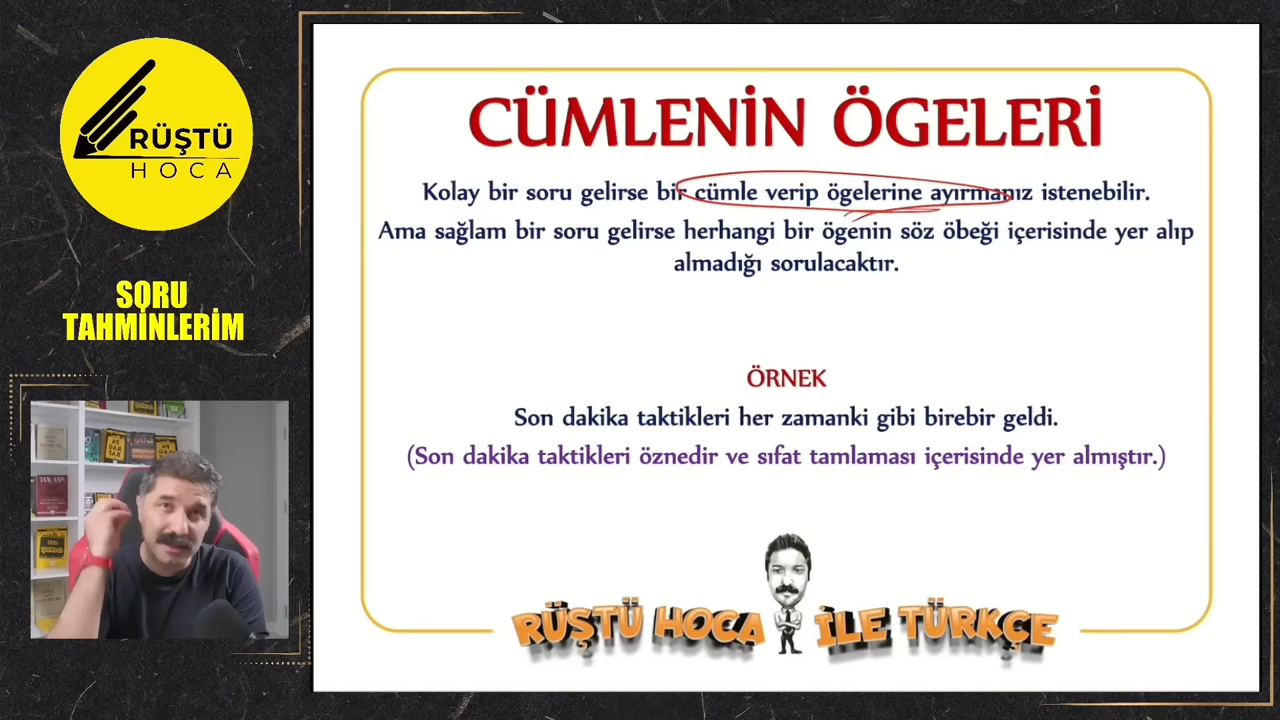 RÜŞTÜ
HOCA
SORU
TAHMİNLERİM
CÜMLENİN ÖGELERİ
Kolay bir soru gelirse bir cümle verip ögelerine ayırmanız istenebilir.
Ama sağlam bir soru gelirse herhangi bir ögenin söz öbeği içerisinde yer alıp
almadığı sorulacaktır.
ÖRNEK
Son dakika taktikleri her zamanki gibi birebir geldi.
(Son dakika taktikleri öznedir ve sıfat tamlaması içerisinde yer almıştır.)
RÜŞTÜ HOCA İLE TÜRKÇE